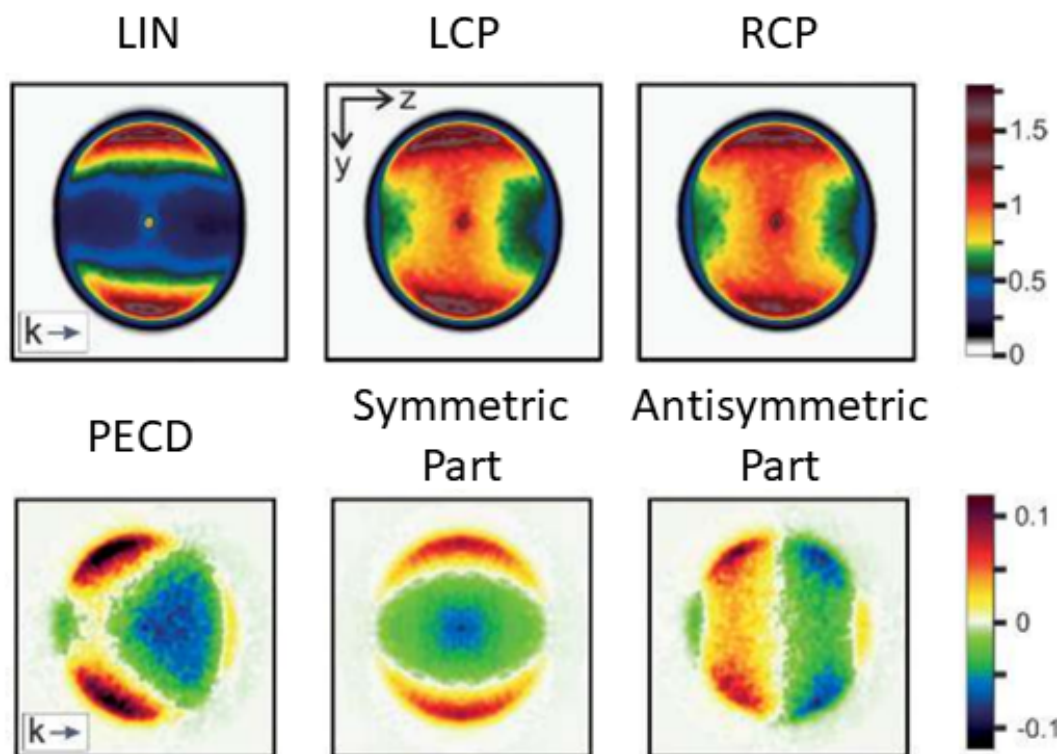 LIN LCP RCP
z
y
k
1.5
1
0.5
0
PECD Symmetric Part Antisymmetric Part
k
0.1
0
-0.1